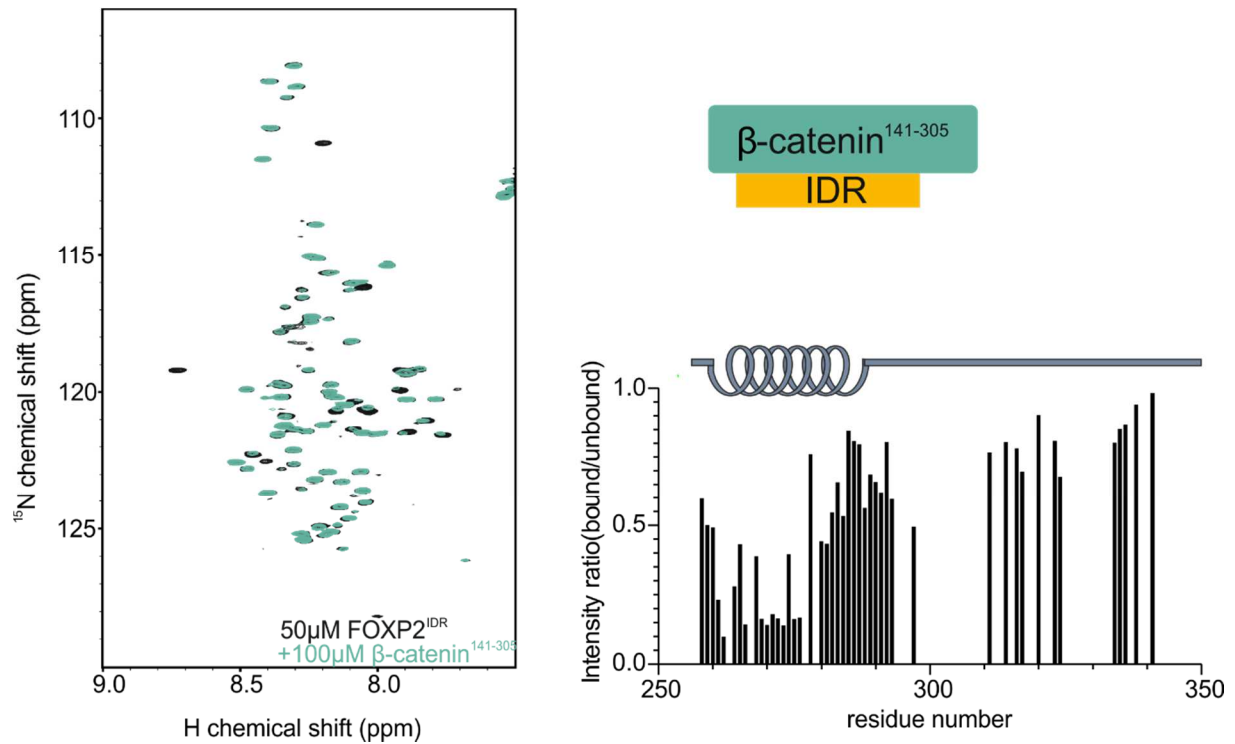 110
115
120
125
¹⁵N chemical shift (ppm)
50μM FOXP2ᴵᴰᴿ
+100μM β-catenin¹⁴¹⁻³⁰⁵
9.0 8.5 8.0
H chemical shift (ppm)
β-catenin¹⁴¹⁻³⁰⁵
IDR
1.0
0.5
0.0
Intensity ratio(bound/unbound)
250 300 350
residue number